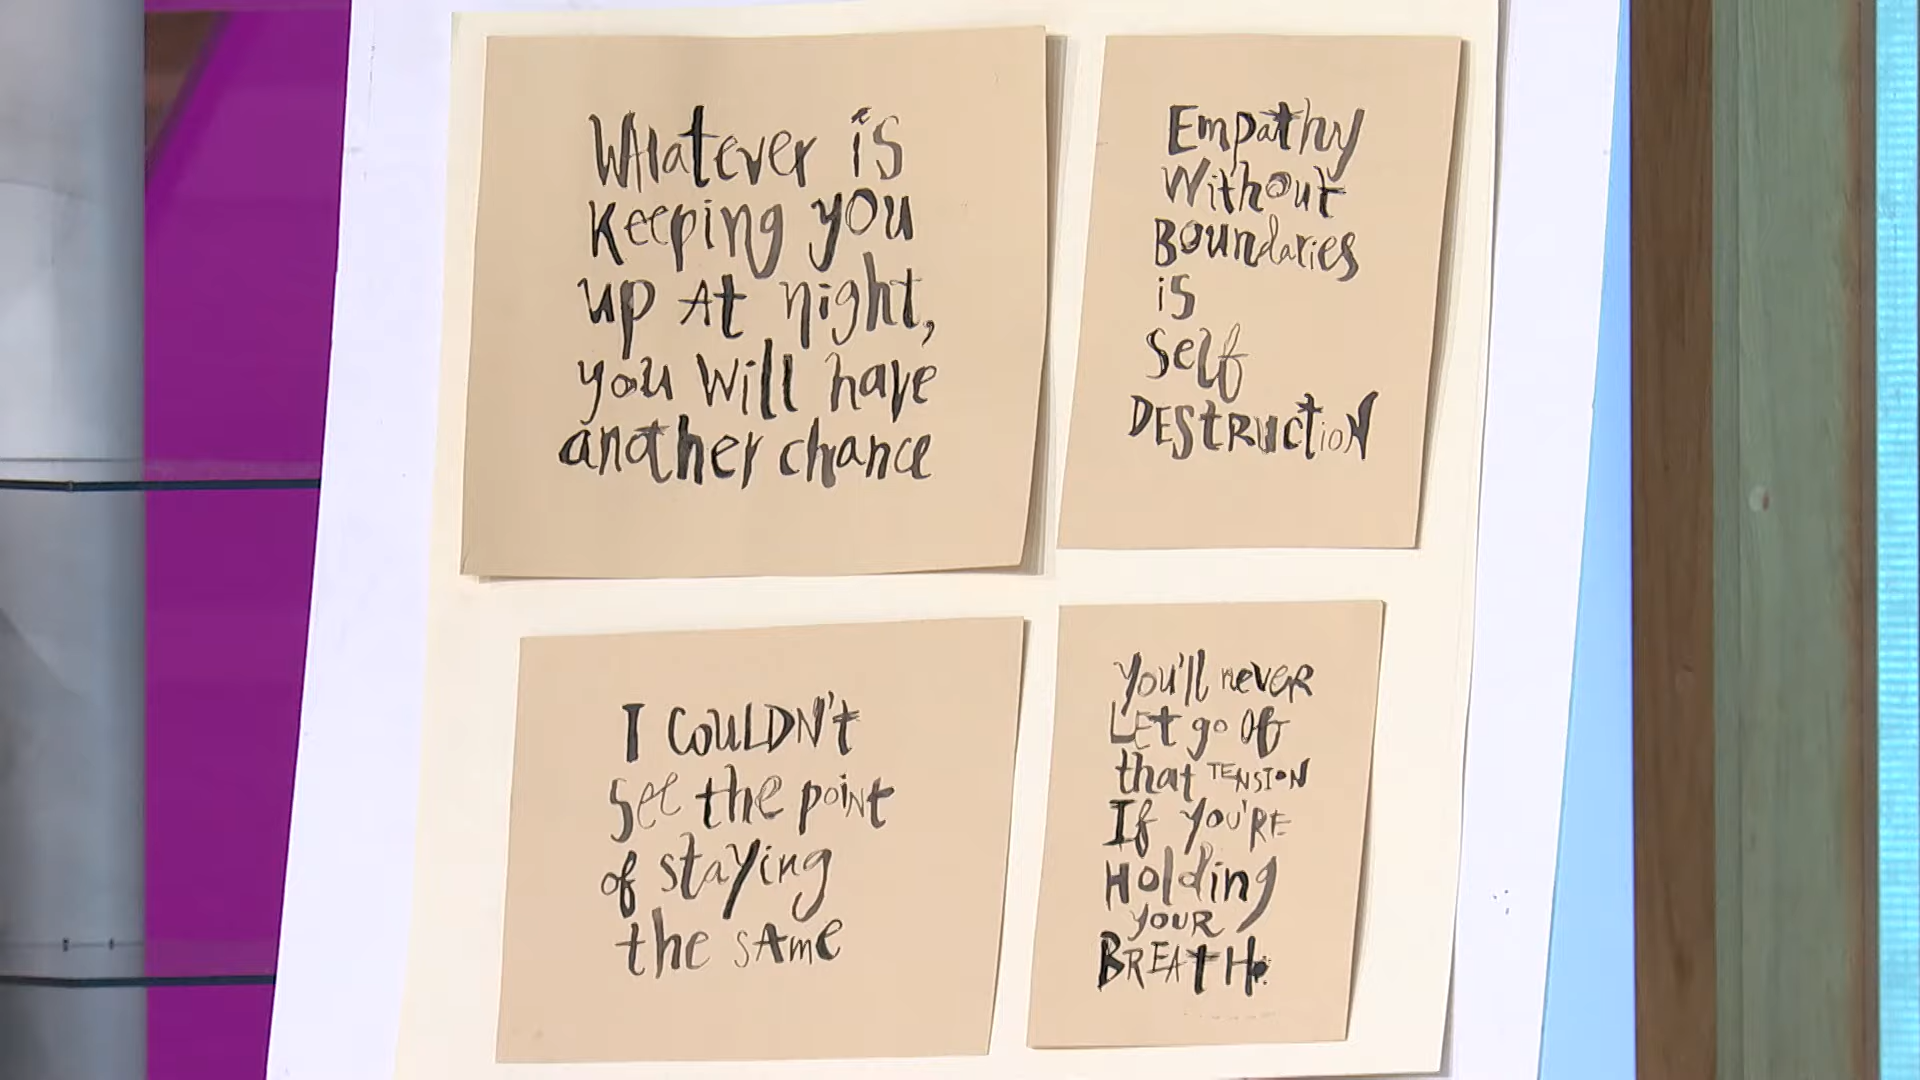 Whatever is
Keeping you
up At night,
you will have
another chance
Empathy
Without
Boundaries
is
Self
DESTRUCTiON
I COULDN't
See the poiNt
of staying
the sAme
You'll neveR
LEt go Of
that TENSION
If YOU'RE
Holding
YOUR
BREAtH.